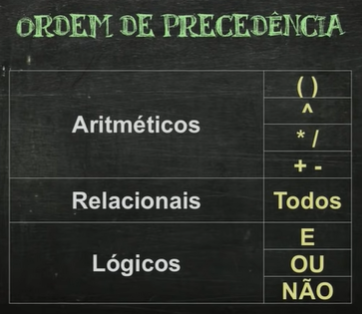 ORDEM DE PRECEDÊNCIA
Aritméticos
( )
^
* /
+ -
Relacionais
Todos
Lógicos
E
OU
NÃO